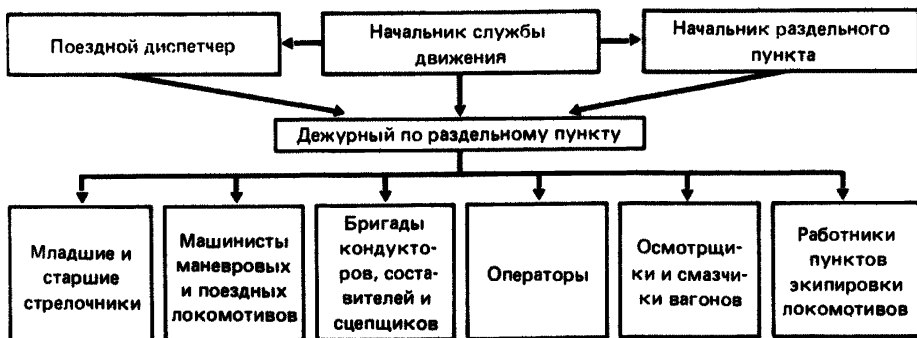 Поездной диспетчер
Начальник службы
движения
Начальник раздельного
пункта
Дежурный по раздельному пункту
Младшие и
старшие
стрелочники
Машинисты
маневровых
и поездных
локомотивов
Бригады
кондукто-
ров, соста-
вителей и
сцепщиков
Операторы
Осмотрщи-
ки и смазчи-
ки вагонов
Работники
пунктов
экипировки
локомотивов